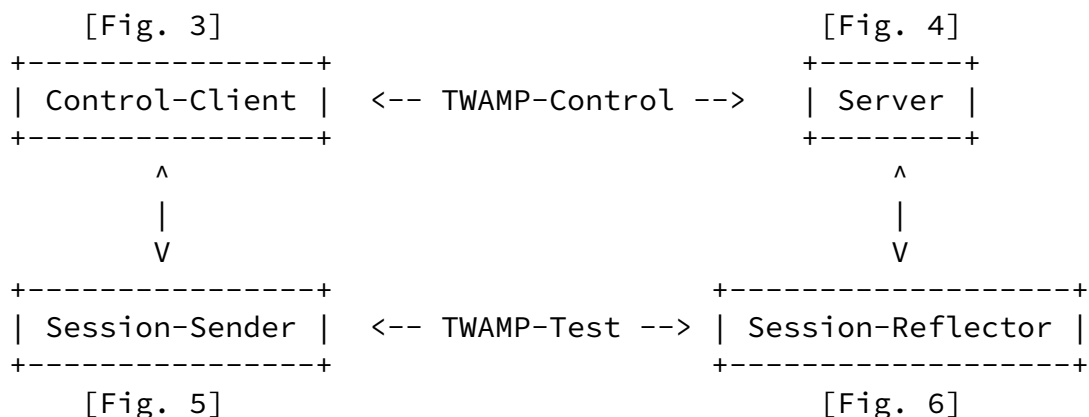 [Fig. 3] [Fig. 4]
+----------------+ +--------+
| Control-Client | <-- TWAMP-Control --> | Server |
+----------------+ +--------+
^ ^
| |
V V
+----------------+ +-------------------+
| Session-Sender | <-- TWAMP-Test --> | Session-Reflector |
+----------------+ +-------------------+
[Fig. 5] [Fig. 6]